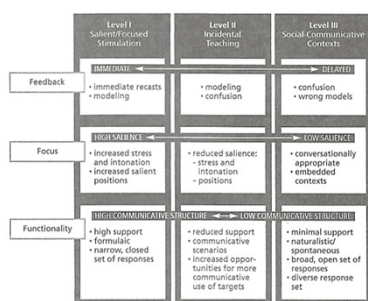 Level I
Salient/Focused
Stimulation
Level II
Incidental
Teaching
Level III
Social-Communicative
Contexts
Feedback
IMMEDIATE
DELAYED
• immediate recasts
• modeling
• modeling
• confusion
• confusion
• wrong models
Focus
HIGH SALIENCE
LOW SALIENCE
• increased stress
and intonation
• increased salient
positions
• reduced salience:
- stress and
intonation
- positions
• conversationally
appropriate
• embedded
contexts
Functionality
HIGH COMMUNICATIVE STRUCTURE
LOW COMMUNICATIVE STRUCTURE
• high support
• formulaic
• narrow, closed
set of responses
• reduced support
• communicative
scenarios
• increased oppor-
tunities for more
communicative
use of targets
• minimal support
• naturalistic/
spontaneous
• broad, open set of
responses
• diverse response
set